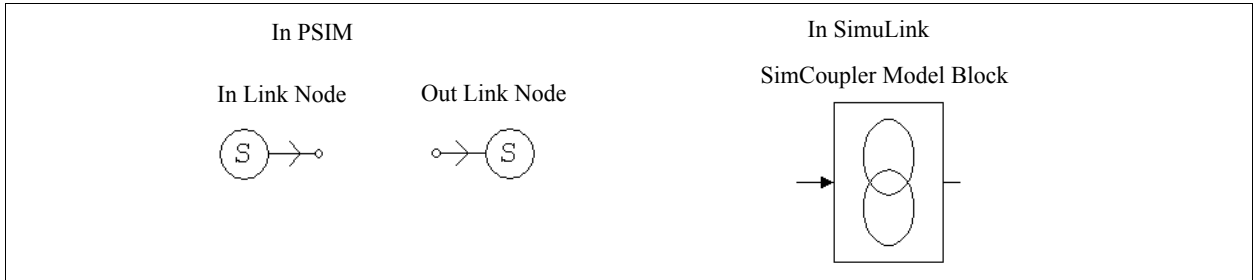 In PSIM
In SimuLink
SimCoupler Model Block
In Link Node
Out Link Node
S
S